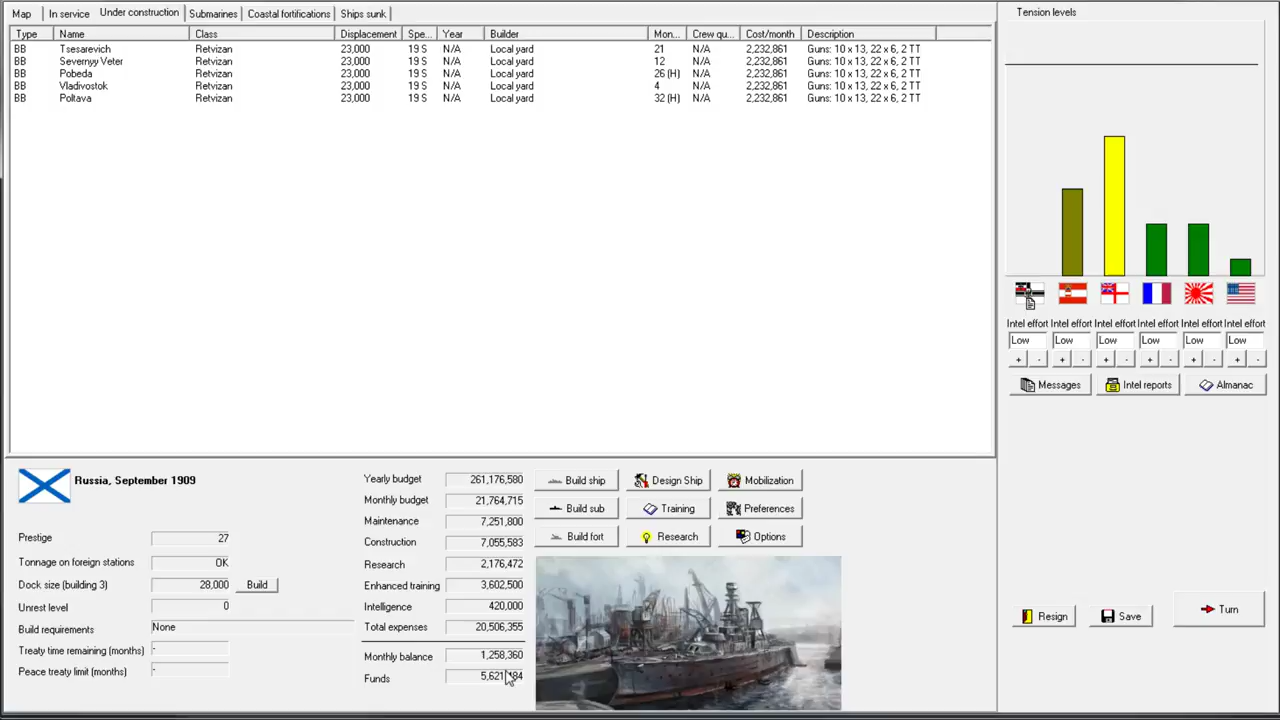 Map In service Under construction Submarines Coastal fortifications Ships sunk
Type Name Class Displacement Spe... Year Builder Mon... Crew qu... Cost/month Description
BB Tsesarevich Retvizan 23,000 19 S N/A Local yard 21 N/A 2,232,861 Guns: 10 x 13, 22 x 6, 2 TT
BB Severnyy Veter Retvizan 23,000 19 S N/A Local yard 12 N/A 2,232,861 Guns: 10 x 13, 22 x 6, 2 TT
BB Pobeda Retvizan 23,000 19 S N/A Local yard 26 (H) N/A 2,232,861 Guns: 10 x 13, 22 x 6, 2 TT
BB Vladivostok Retvizan 23,000 19 S N/A Local yard 4 N/A 2,232,861 Guns: 10 x 13, 22 x 6, 2 TT
BB Poltava Retvizan 23,000 19 S N/A Local yard 32 (H) N/A 2,232,861 Guns: 10 x 13, 22 x 6, 2 TT
Tension levels
Intel effort Intel effort Intel effort Intel effort Intel effort Intel effort
Low Low Low Low Low Low
+ - + - + - + - + - + -
Messages Intel reports Almanac
Russia, September 1909
Prestige 27
Tonnage on foreign stations OK
Dock size (building 3) 28,000 Build
Unrest level 0
Build requirements None
Treaty time remaining (months) -
Peace treaty limit (months) -
Yearly budget 261,176,580
Monthly budget 21,764,715
Maintenance 7,251,800
Construction 7,055,583
Research 2,176,472
Enhanced training 3,602,500
Intelligence 420,000
Total expenses 20,506,355
Monthly balance 1,258,360
Funds
Build ship Design Ship Mobilization
Build sub Training Preferences
Build fort Research Options
Resign Save Turn